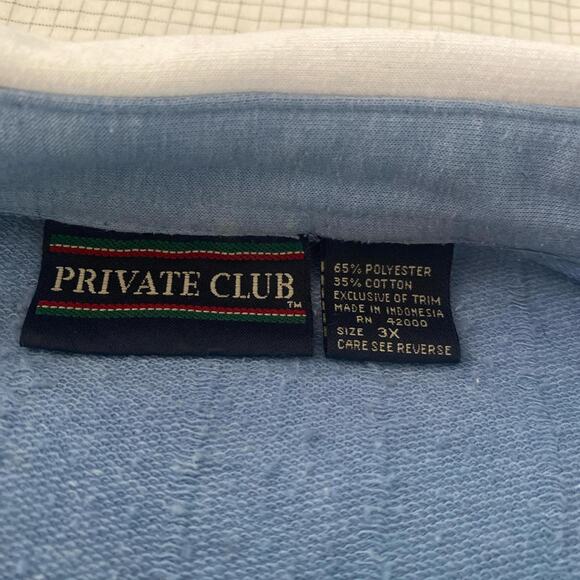 PRIVATE CLUB
TM
65% POLYESTER
35% COTTON
EXCLUSIVE OF TRIM
MADE IN INDONESIA
RN 42000
SIZE 3X
CARE SEE REVERSE